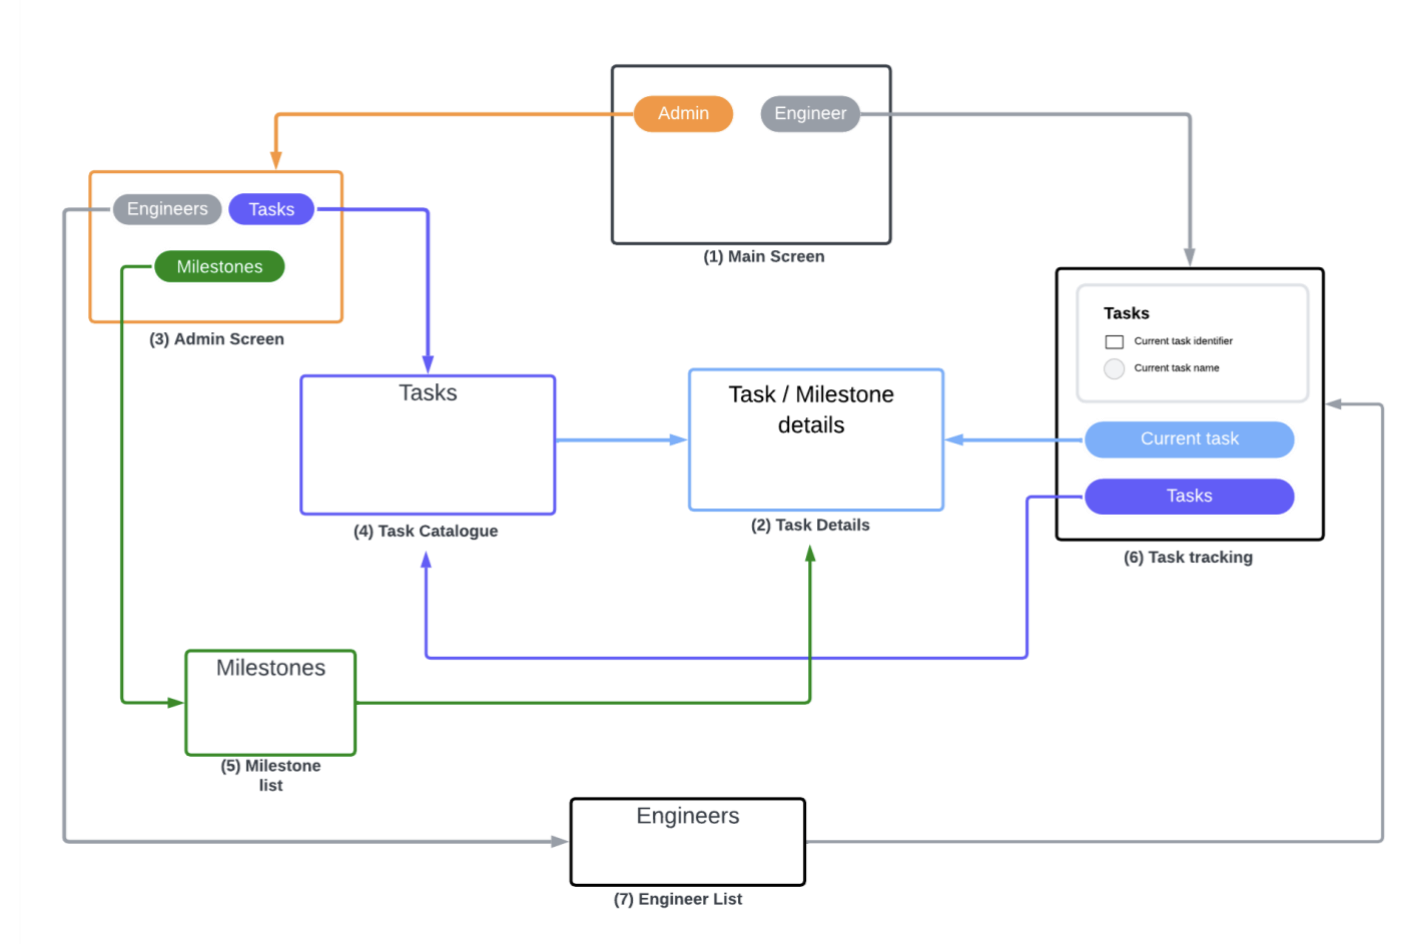 Admin
Engineer
(1) Main Screen
Engineers
Tasks
Milestones
(3) Admin Screen
Tasks
Current task identifier
Current task name
Current task
Tasks
(6) Task tracking
Tasks
(4) Task Catalogue
Task / Milestone
details
(2) Task Details
Milestones
(5) Milestone
list
Engineers
(7) Engineer List